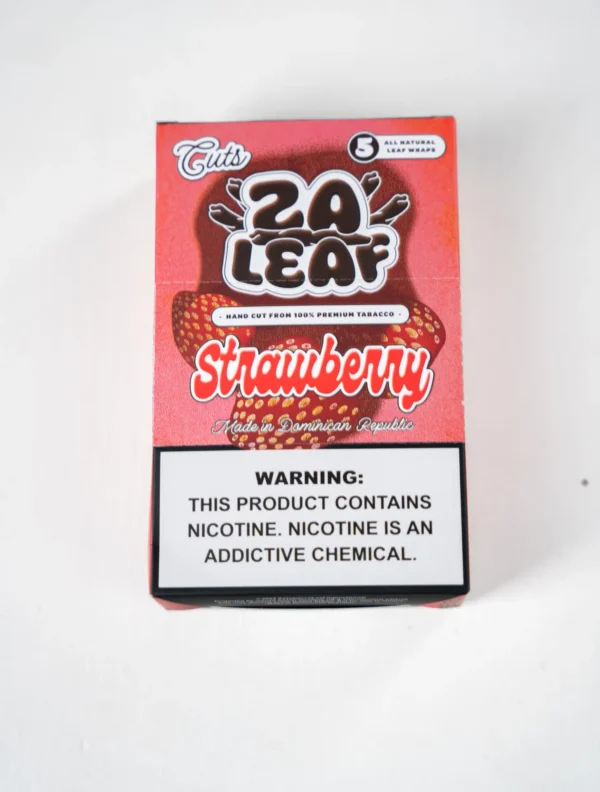 Cuts
5 ALL NATURAL
LEAF WRAPS
ZA
LEAF
· HAND CUT FROM 100% PREMIUM TABACCO ·
Strawberry
Made in Dominican Republic
WARNING:
THIS PRODUCT CONTAINS
NICOTINE. NICOTINE IS AN
ADDICTIVE CHEMICAL.